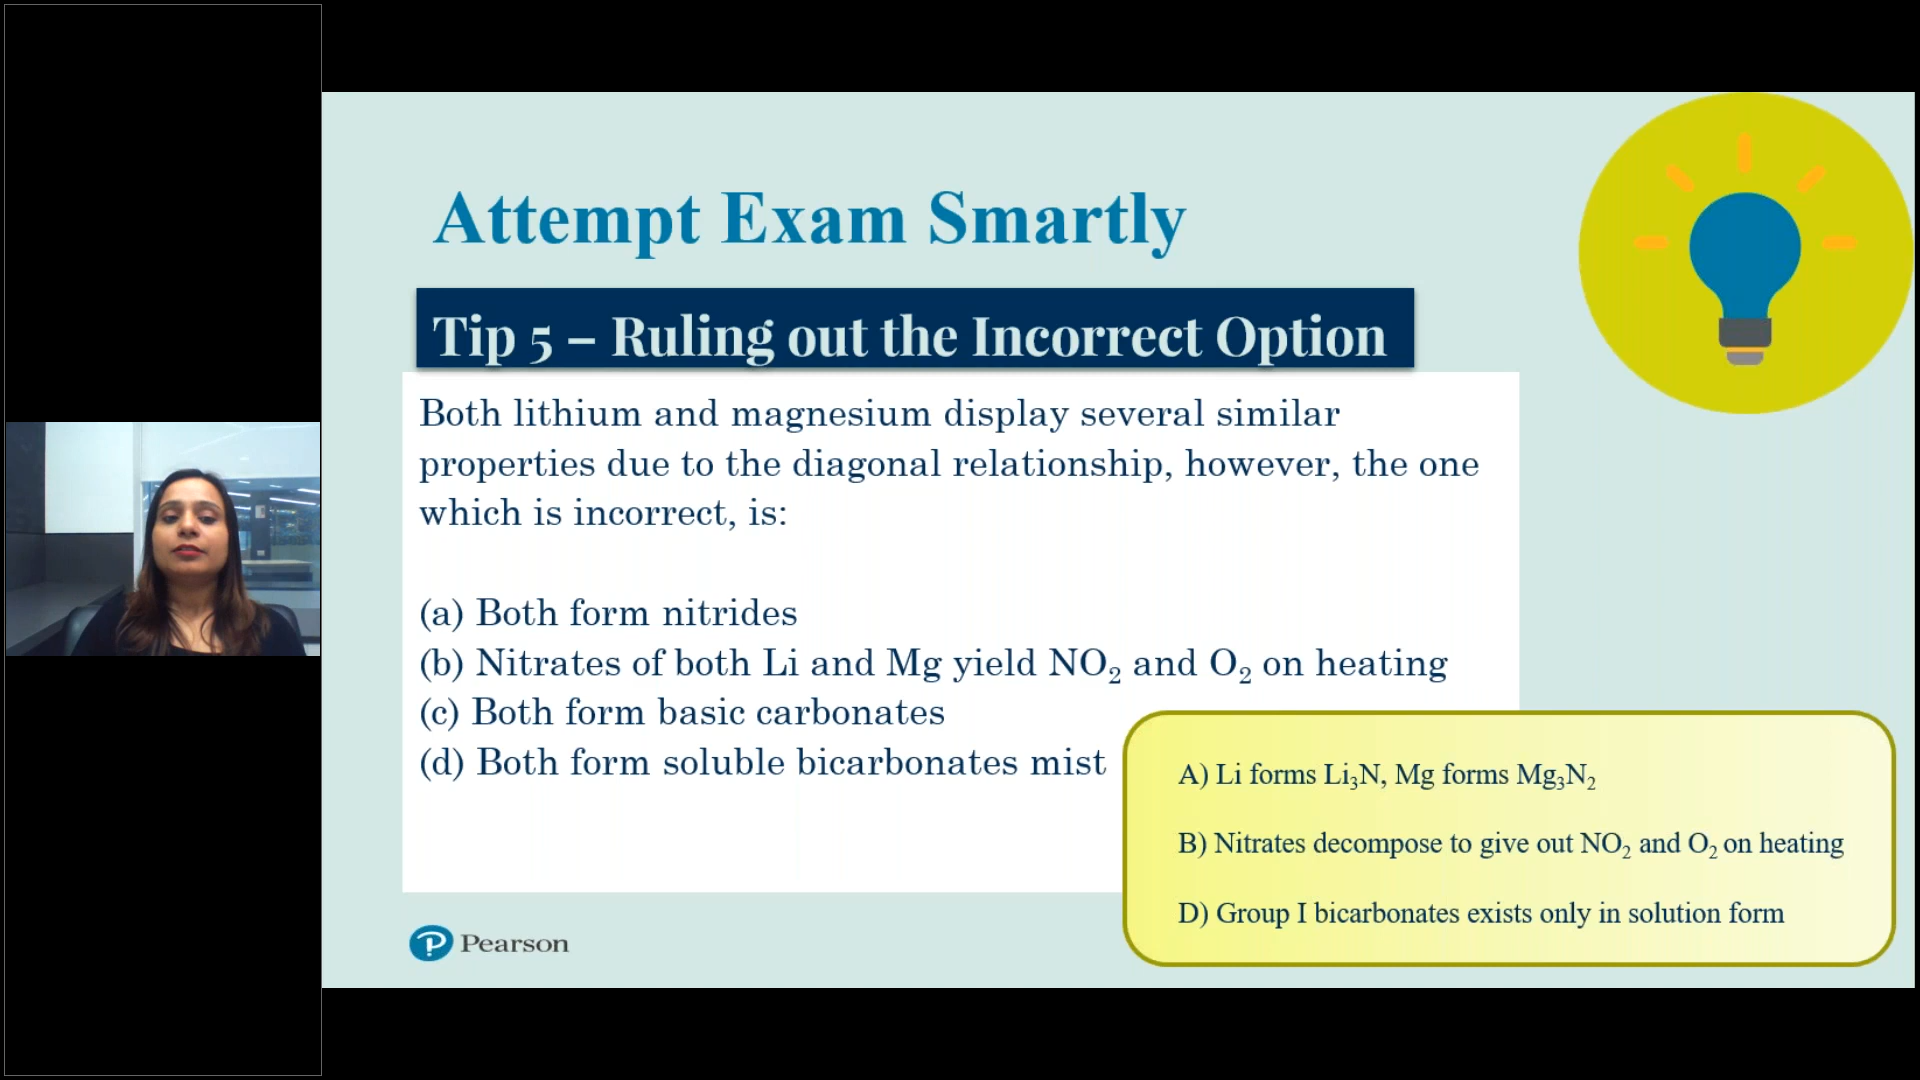 Attempt Exam Smartly
Tip 5 – Ruling out the Incorrect Option
Both lithium and magnesium display several similar
properties due to the diagonal relationship, however, the one
which is incorrect, is:
(a) Both form nitrides
(b) Nitrates of both Li and Mg yield NO₂ and O₂ on heating
(c) Both form basic carbonates
(d) Both form soluble bicarbonates mist
A) Li forms Li₃N, Mg forms Mg₃N₂
B) Nitrates decompose to give out NO₂ and O₂ on heating
D) Group I bicarbonates exists only in solution form
Pearson